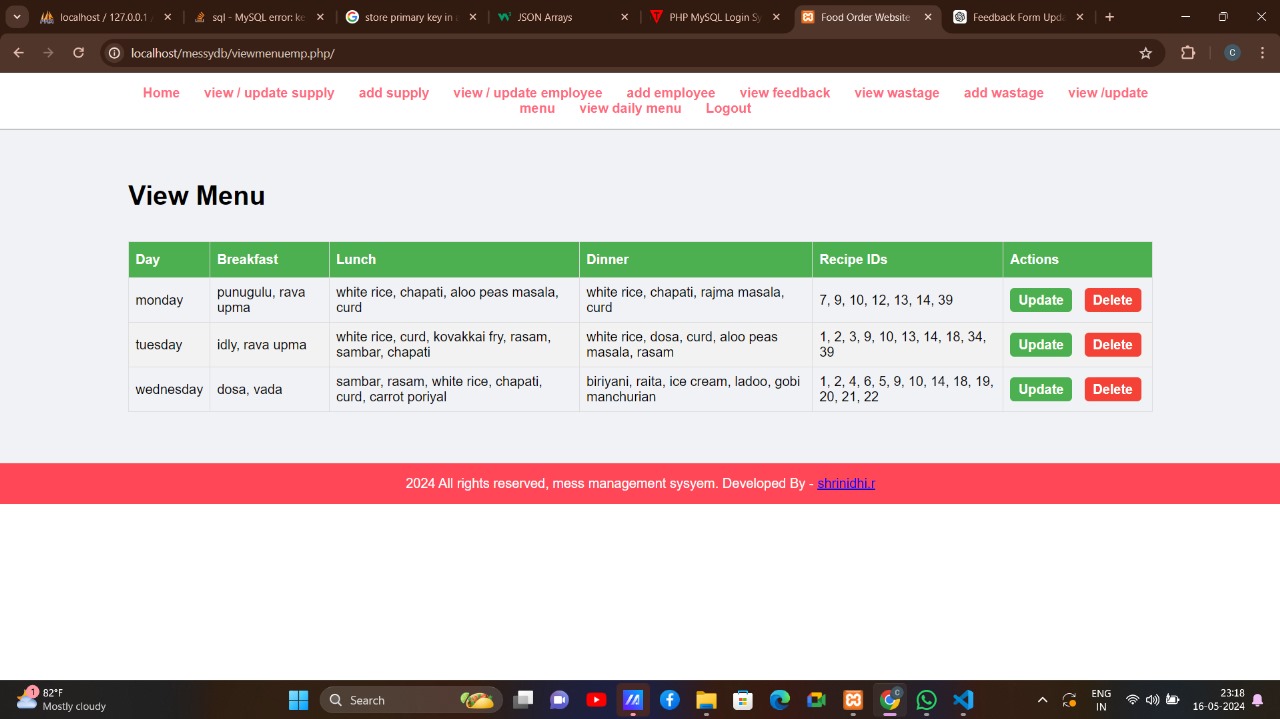 localhost / 127.0.0.1 /
sql - MySQL error: ke
store primary key in
JSON Arrays
PHP MySQL Login Sy
Food Order Website
Feedback Form Upda
localhost/messydb/viewmenuemp.php/
C
Home view / update supply add supply view / update employee add employee view feedback view wastage add wastage view /update
menu view daily menu Logout
View Menu
Day Breakfast Lunch Dinner Recipe IDs Actions
monday
punugulu, rava
upma
white rice, chapati, aloo peas masala,
curd
white rice, chapati, rajma masala,
curd
7, 9, 10, 12, 13, 14, 39
Update Delete
tuesday
idly, rava upma
white rice, curd, kovakkai fry, rasam,
sambar, chapati
white rice, dosa, curd, aloo peas
masala, rasam
1, 2, 3, 9, 10, 13, 14, 18, 34,
39
Update Delete
wednesday
dosa, vada
sambar, rasam, white rice, chapati,
curd, carrot poriyal
biriyani, raita, ice cream, ladoo, gobi
manchurian
1, 2, 4, 6, 5, 9, 10, 14, 18, 19,
20, 21, 22
Update Delete
2024 All rights reserved, mess management sysyem. Developed By - shrinidhi.r
1
82°F
Mostly cloudy
Search
C
ENG
IN
23:18
16-05-2024